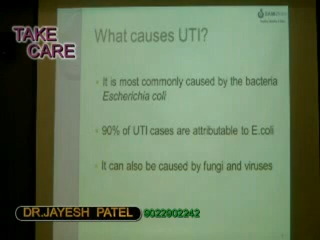 TAKE
CARE
What causes UTI?
It is most commonly caused by the bacteria
Escherichia coli
90% of UTI cases are attributable to E.coli
It can also be caused by fungi and viruses
DR.JAYESH PATEL 9022902242